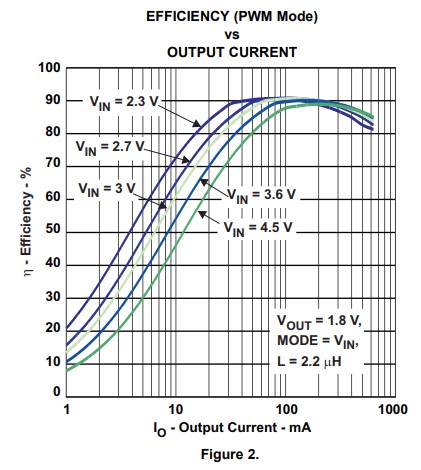 EFFICIENCY (PWM Mode)
vs
OUTPUT CURRENT
100
90
80
70
60
50
40
30
20
10
0
η - Efficiency - %
VIN = 2.3 V
VIN = 2.7 V
VIN = 3 V
VIN = 3.6 V
VIN = 4.5 V
VOUT = 1.8 V,
MODE = VIN,
L = 2.2 μH
1 10 100 1000
IO - Output Current - mA
Figure 2.